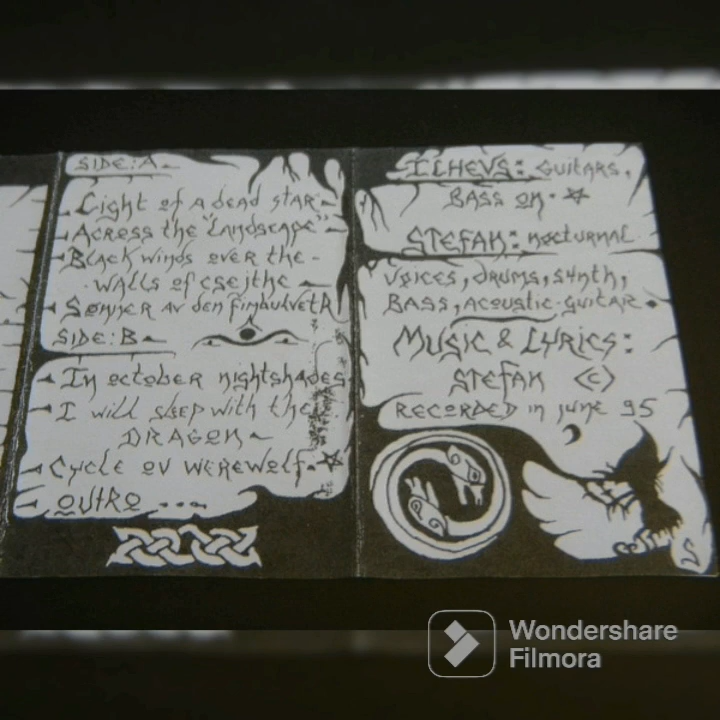 SIDE: A
Light of a dead star
Across the "Landscape"
Black winds over the
walls of csejthe
Sønner av den fimbulvetr
SIDE: B
In october nightshades
I will sleep with the
DRAGON
Cycle ov werewolf
OUTRO ...
ILHEVS: Guitars,
Bass on
STEFAN: nocturnal
voices, drums, synth,
Bass, acoustic guitar
Music & Lyrics:
STEFAN (c)
RECORDED in june 95
Wondershare
Filmora